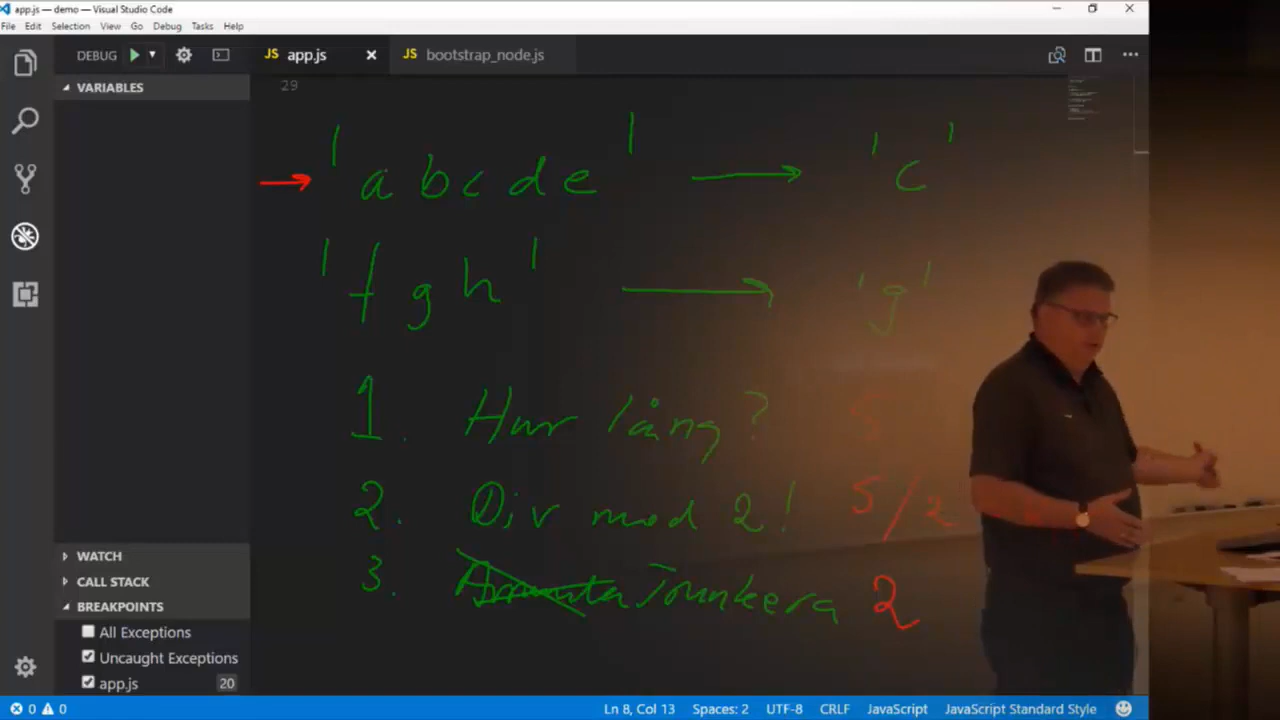 app.js — demo — Visual Studio Code
File Edit Selection View Go Debug Tasks Help
DEBUG JS app.js JS bootstrap_node.js
VARIABLES
29
'abcde' → 'c'
'fgh' → 'g'
1. Hur lång? 5
2. Div med 2! 5/2
3. Trunkera 2
WATCH
CALL STACK
BREAKPOINTS
All Exceptions
Uncaught Exceptions
app.js 20
0 0 Ln 8, Col 13 Spaces: 2 UTF-8 CRLF JavaScript JavaScript Standard Style